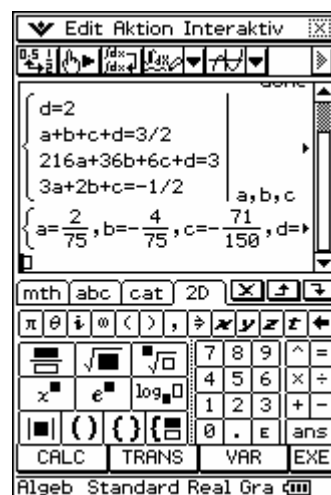 Edit Aktion Interaktiv
done
d=2
a+b+c+d=3/2
216a+36b+6c+d=3
3a+2b+c=-1/2
a,b,c
a=2/75,b=-4/75,c=-71/150,d=
mth abc cat 2D
π θ i ∞ ( ) , ⇒ x y z t ←
√■ ⁿ√□ 7 8 9 ^ =
x■ e■ log■□ 4 5 6 × ÷
1 2 3 + -
|■| () {} {☰ 0 . E ans
CALC TRANS VAR EXE
Algeb Standard Real Gra